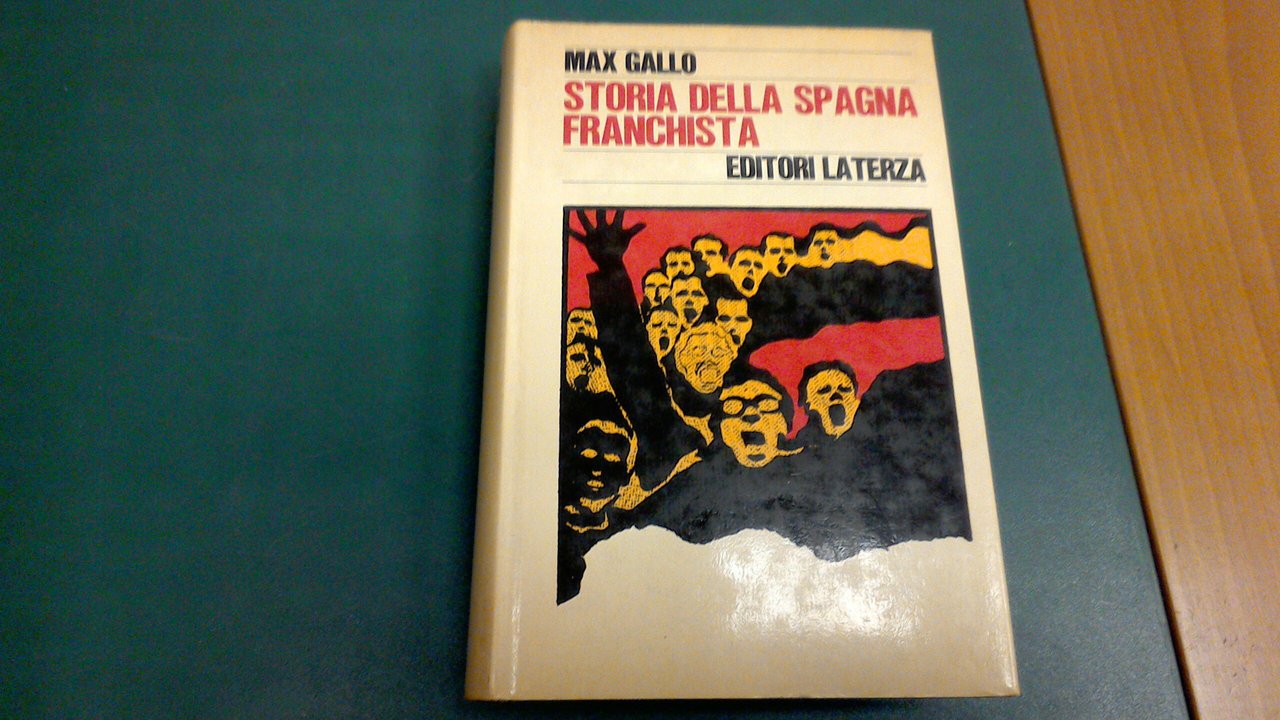 MAX GALLO
STORIA DELLA SPAGNA
FRANCHISTA
EDITORI LATERZA